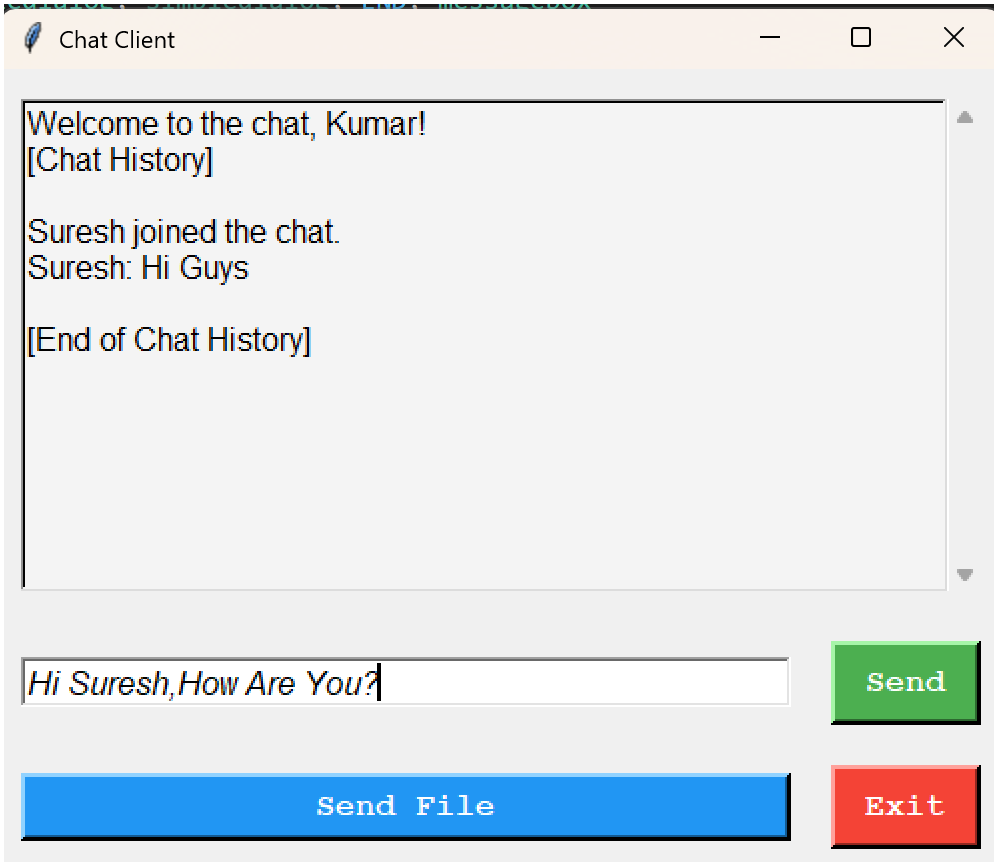 Chat Client
Welcome to the chat, Kumar!
[Chat History]
Suresh joined the chat.
Suresh: Hi Guys
[End of Chat History]
Hi Suresh,How Are You?
Send
Send File
Exit